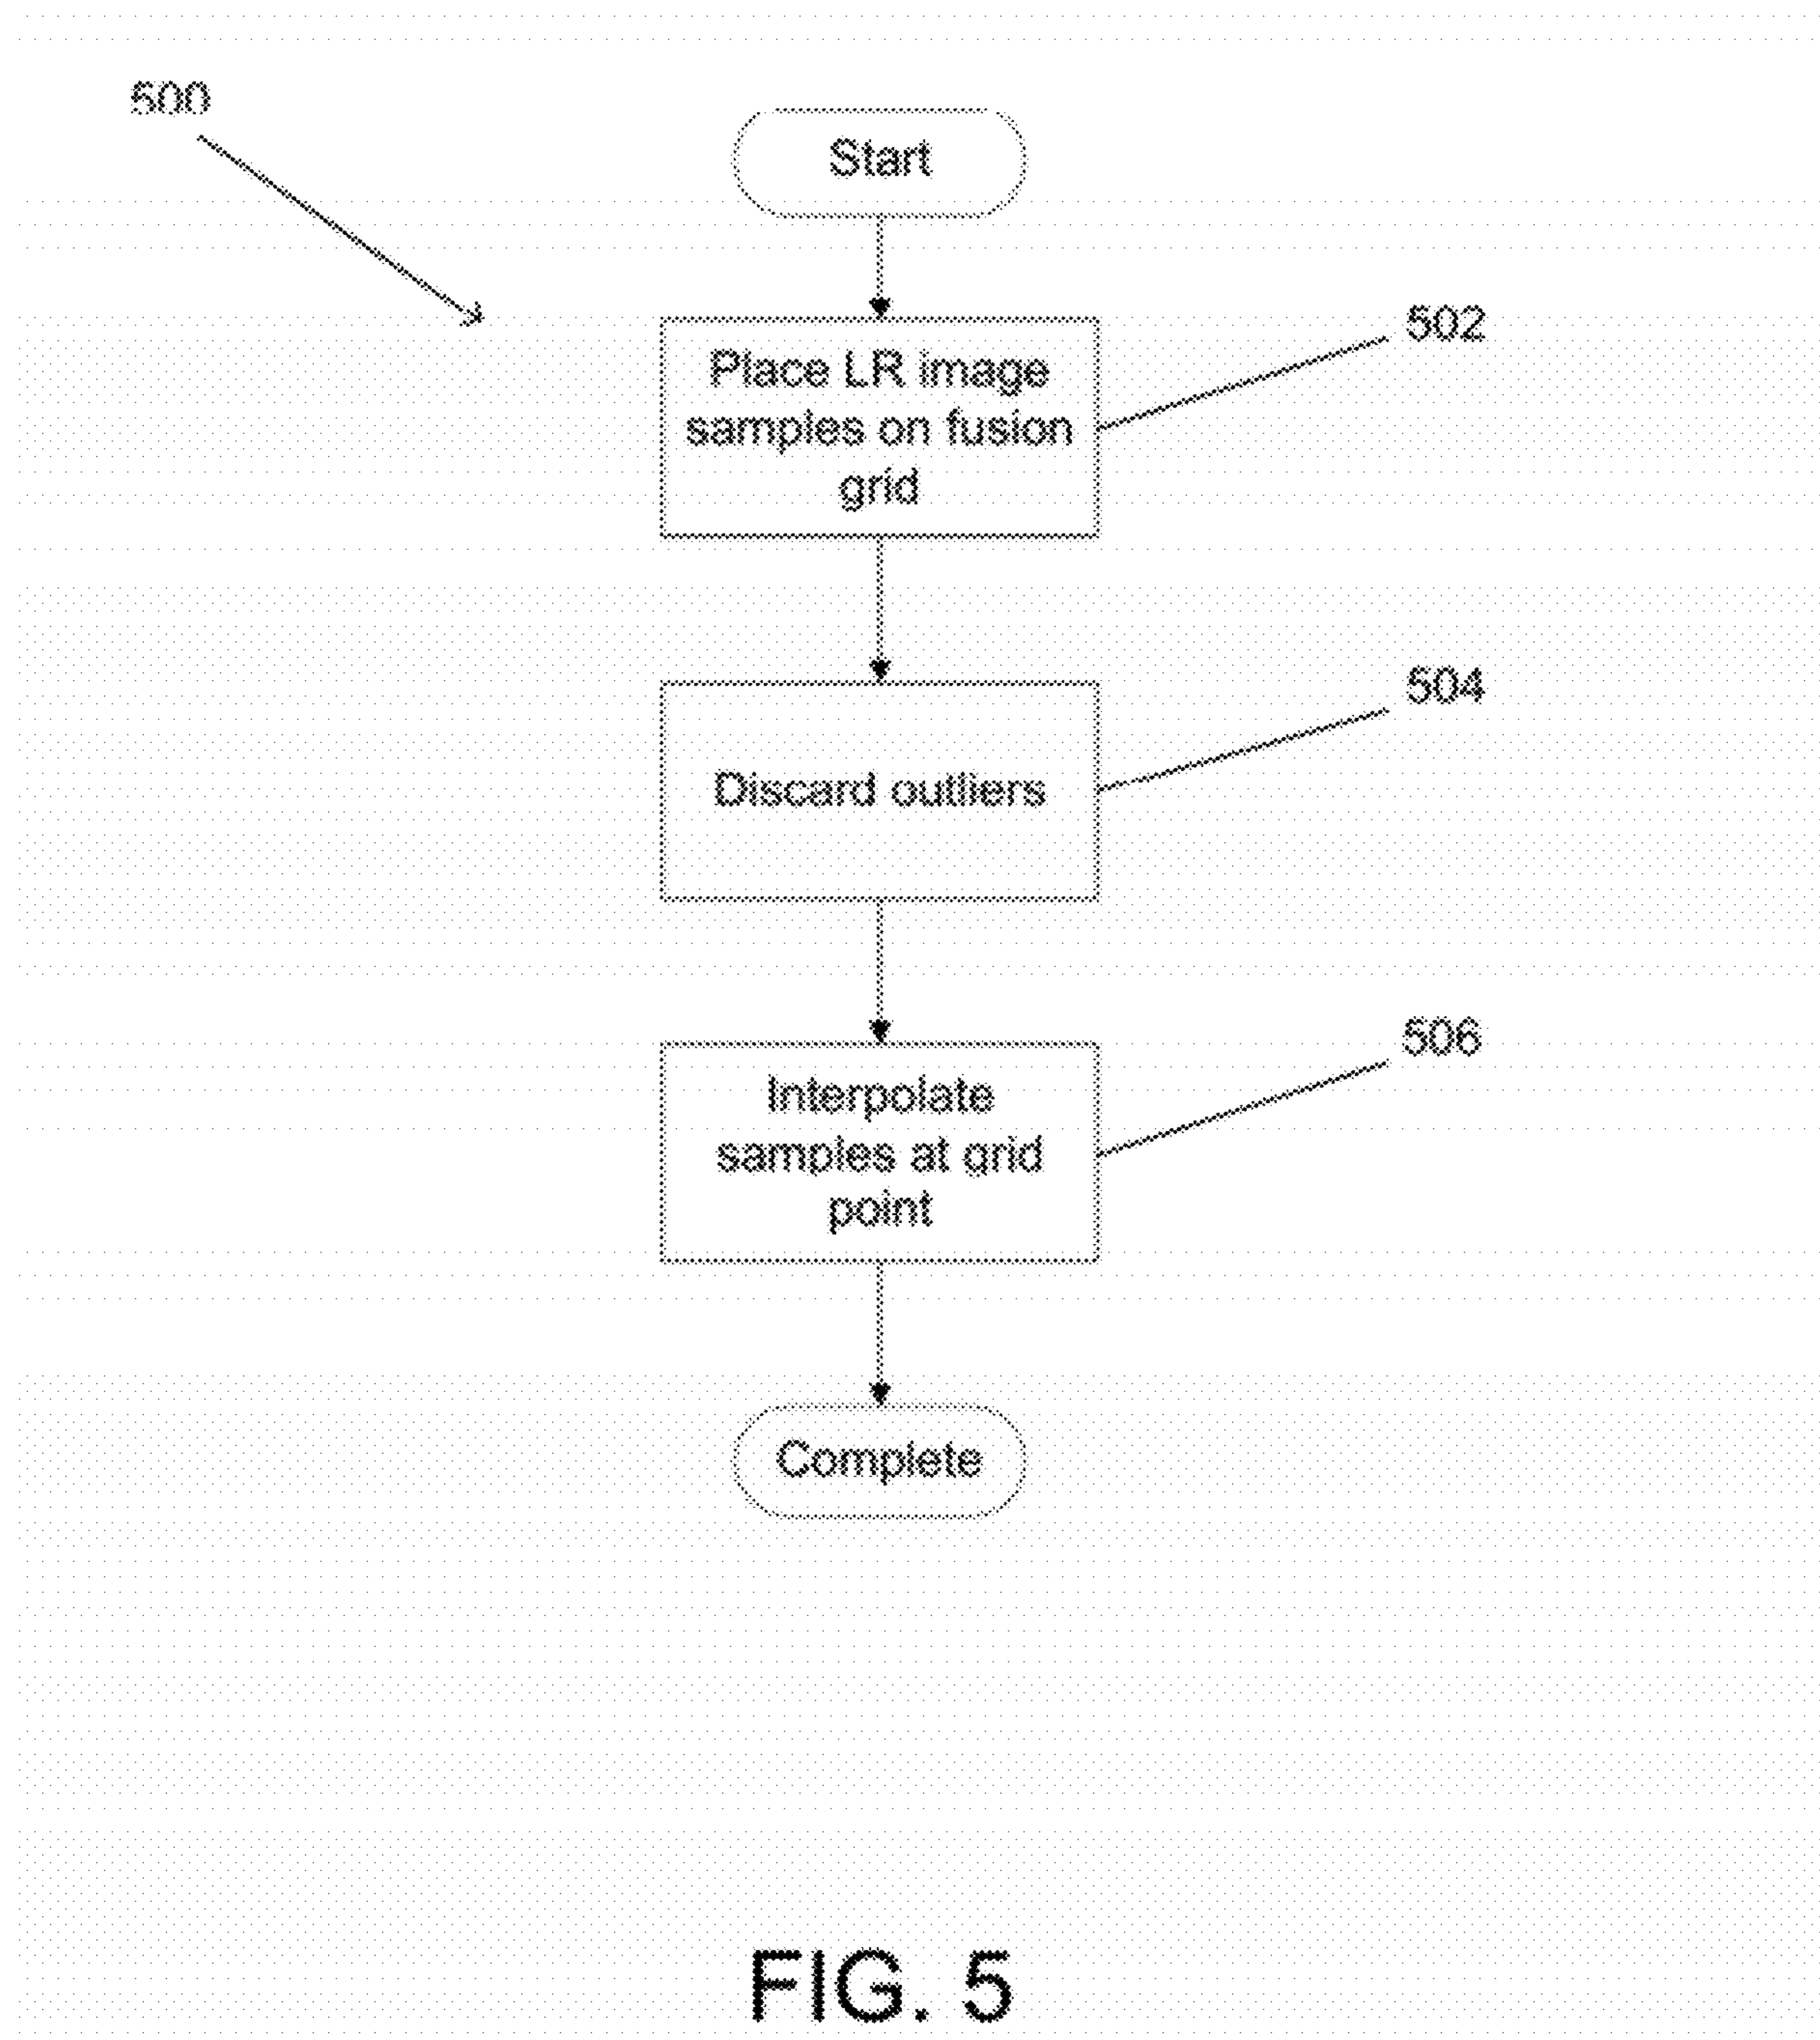 500
Start
502
Place LR image
samples on fusion
grid
504
Discard outliers
506
Interpolate
samples at grid
point
Complete
FIG. 5